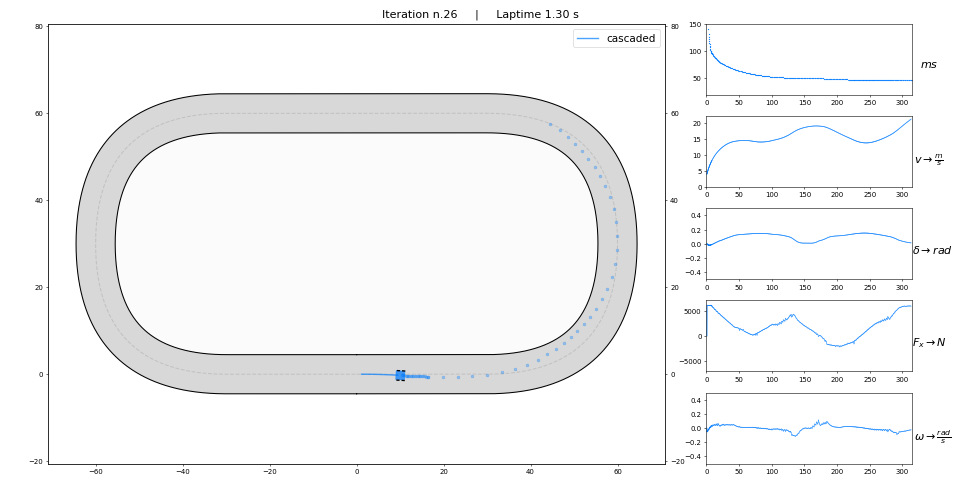 Iteration n.26 | Laptime 1.30 s
cascaded
80 80
60 60
40 40
20 20
0 0
−20 −20
−60 −40 −20 0 20 40 60
150
100
50
0 50 100 150 200 250 300
ms
20
15
10
5
0
0 50 100 150 200 250 300
v → m/s
0.4
0.2
0.0
−0.2
−0.4
0 50 100 150 200 250 300
δ → rad
5000
0
−5000
0 50 100 150 200 250 300
Fₓ → N
0.4
0.2
0.0
−0.2
−0.4
0 50 100 150 200 250 300
ω → rad/s